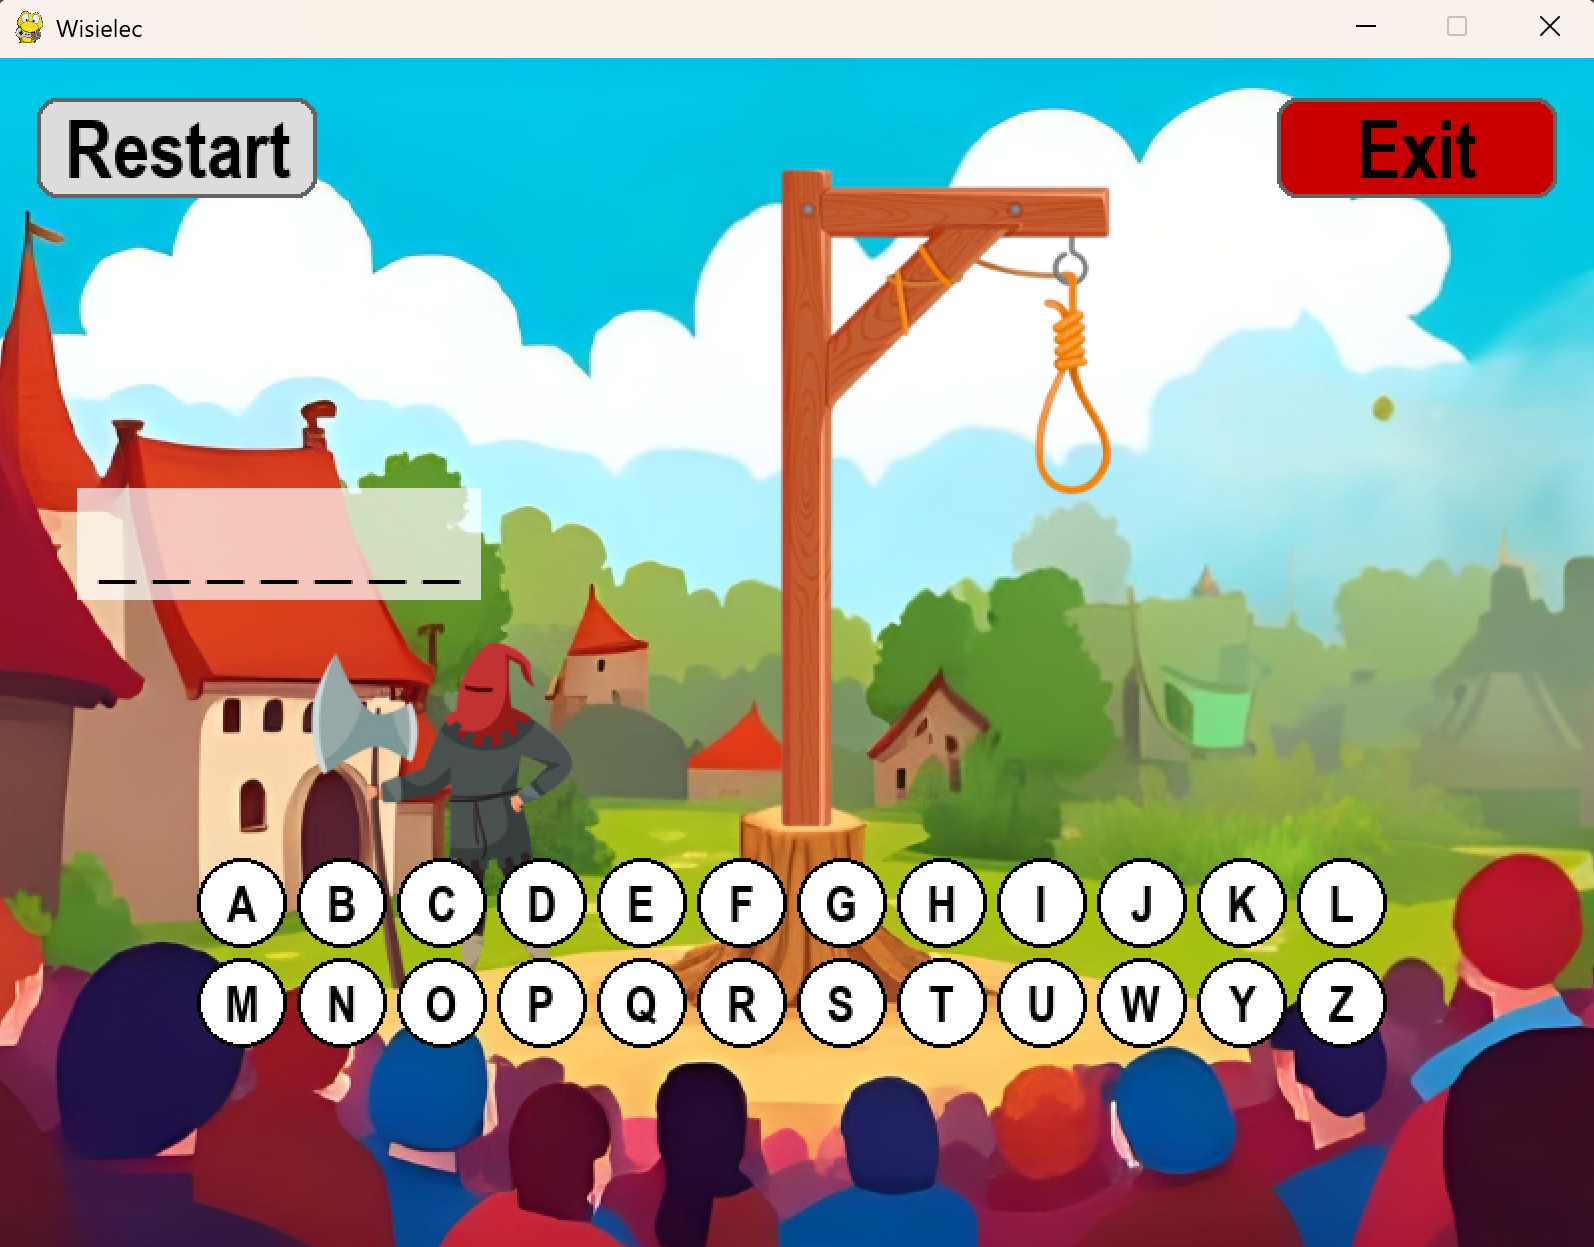 Wisielec
Restart
Exit
_ _ _ _ _ _ _
A B C D E F G H I J K L
M N O P Q R S T U W Y Z